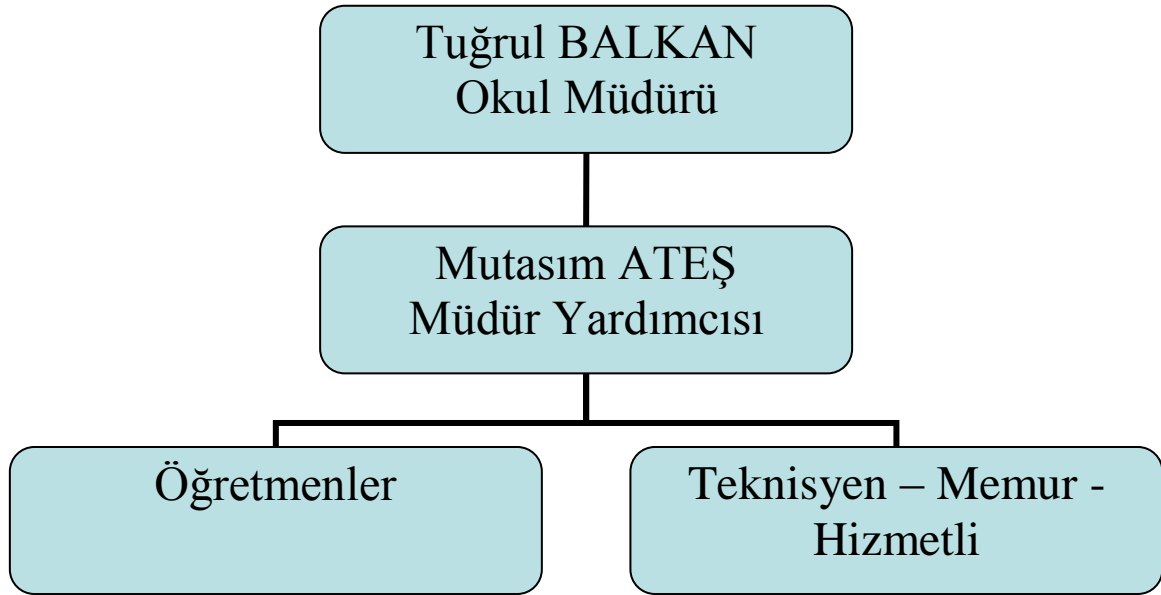 Tuğrul BALKAN
Okul Müdürü
Mutasım ATEŞ
Müdür Yardımcısı
Öğretmenler
Teknisyen – Memur -
Hizmetli